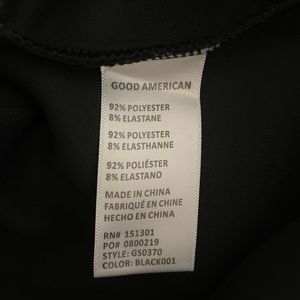 GOOD AMERICAN
92% POLYESTER
8% ELASTANE
92% POLYESTER
8% ELASTHANNE
92% POLIÉSTER
8% ELASTANO
MADE IN CHINA
FABRIQUÉ EN CHINE
HECHO EN CHINA
RN# 151301
PO# 0800219
STYLE: GS0370
COLOR: BLACK001